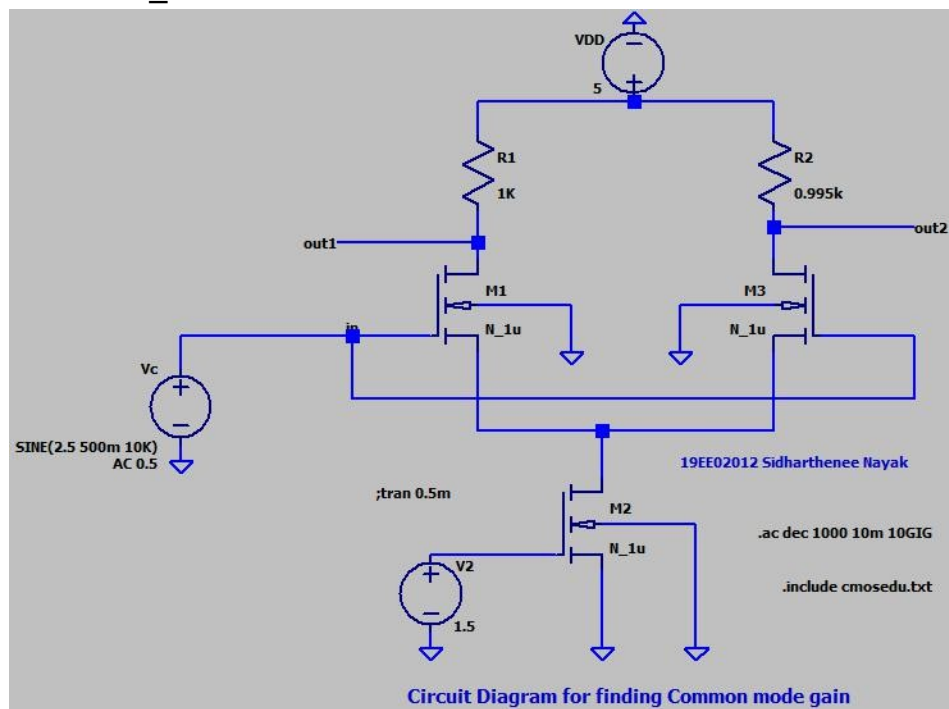 VDD
5
R1
1K
R2
0.995k
out1
out2
M1
N_1u
M3
N_1u
in
Vc
SINE(2.5 500m 10K)
AC 0.5
19EE02012 Sidharthenee Nayak
;tran 0.5m
M2
N_1u
.ac dec 1000 10m 10GIG
V2
1.5
.include cmosedu.txt
Circuit Diagram for finding Common mode gain